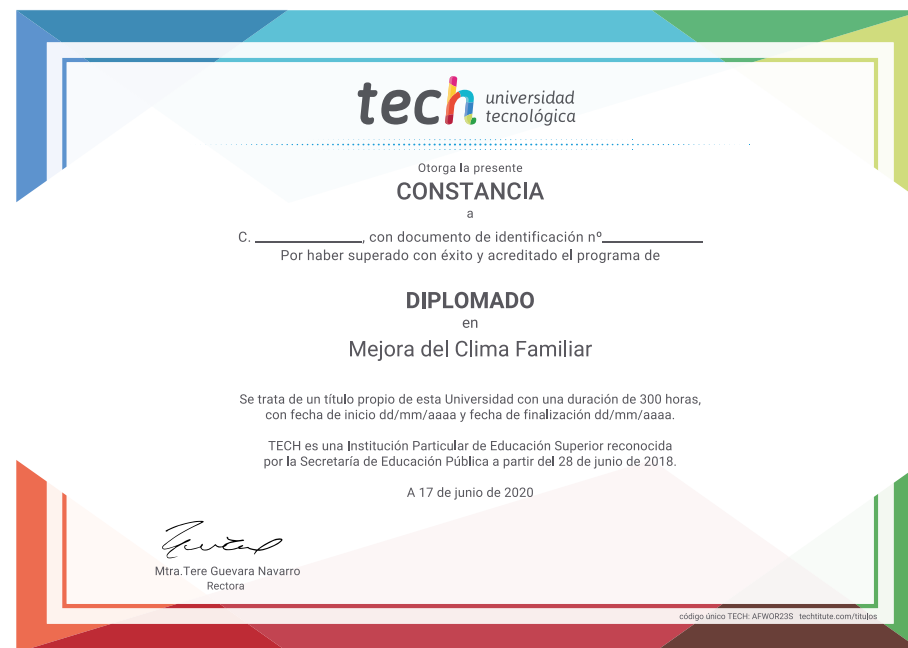 tech universidad
tecnológica
Otorga la presente
CONSTANCIA
a
C. ____________, con documento de identificación nº____________
Por haber superado con éxito y acreditado el programa de
DIPLOMADO
en
Mejora del Clima Familiar
Se trata de un título propio de esta Universidad con una duración de 300 horas,
con fecha de inicio dd/mm/aaaa y fecha de finalización dd/mm/aaaa.
TECH es una Institución Particular de Educación Superior reconocida
por la Secretaría de Educación Pública a partir del 28 de junio de 2018.
A 17 de junio de 2020
Mtra.Tere Guevara Navarro
Rectora
código único TECH: AFWOR23S techtitute.com/titulos